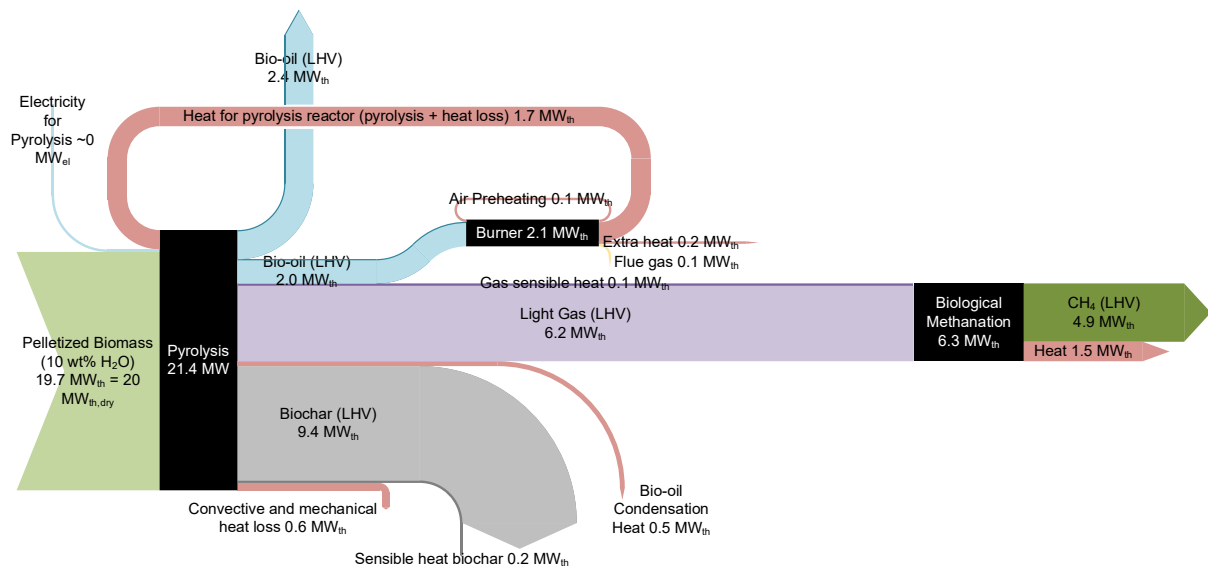 Bio-oil (LHV)
2.4 MWth
Electricity
for
Pyrolysis ~0
MWel
Heat for pyrolysis reactor (pyrolysis + heat loss) 1.7 MWth
Air Preheating 0.1 MWth
Burner 2.1 MWth
Extra heat 0.2 MWth
Flue gas 0.1 MWth
Bio-oil (LHV)
2.0 MWth
Gas sensible heat 0.1 MWth
Light Gas (LHV)
6.2 MWth
Biological
Methanation
6.3 MWth
CH4 (LHV)
4.9 MWth
Heat 1.5 MWth
Pelletized Biomass
(10 wt% H2O)
19.7 MWth = 20
MWth,dry
Pyrolysis
21.4 MW
Biochar (LHV)
9.4 MWth
Convective and mechanical
heat loss 0.6 MWth
Bio-oil
Condensation
Heat 0.5 MWth
Sensible heat biochar 0.2 MWth